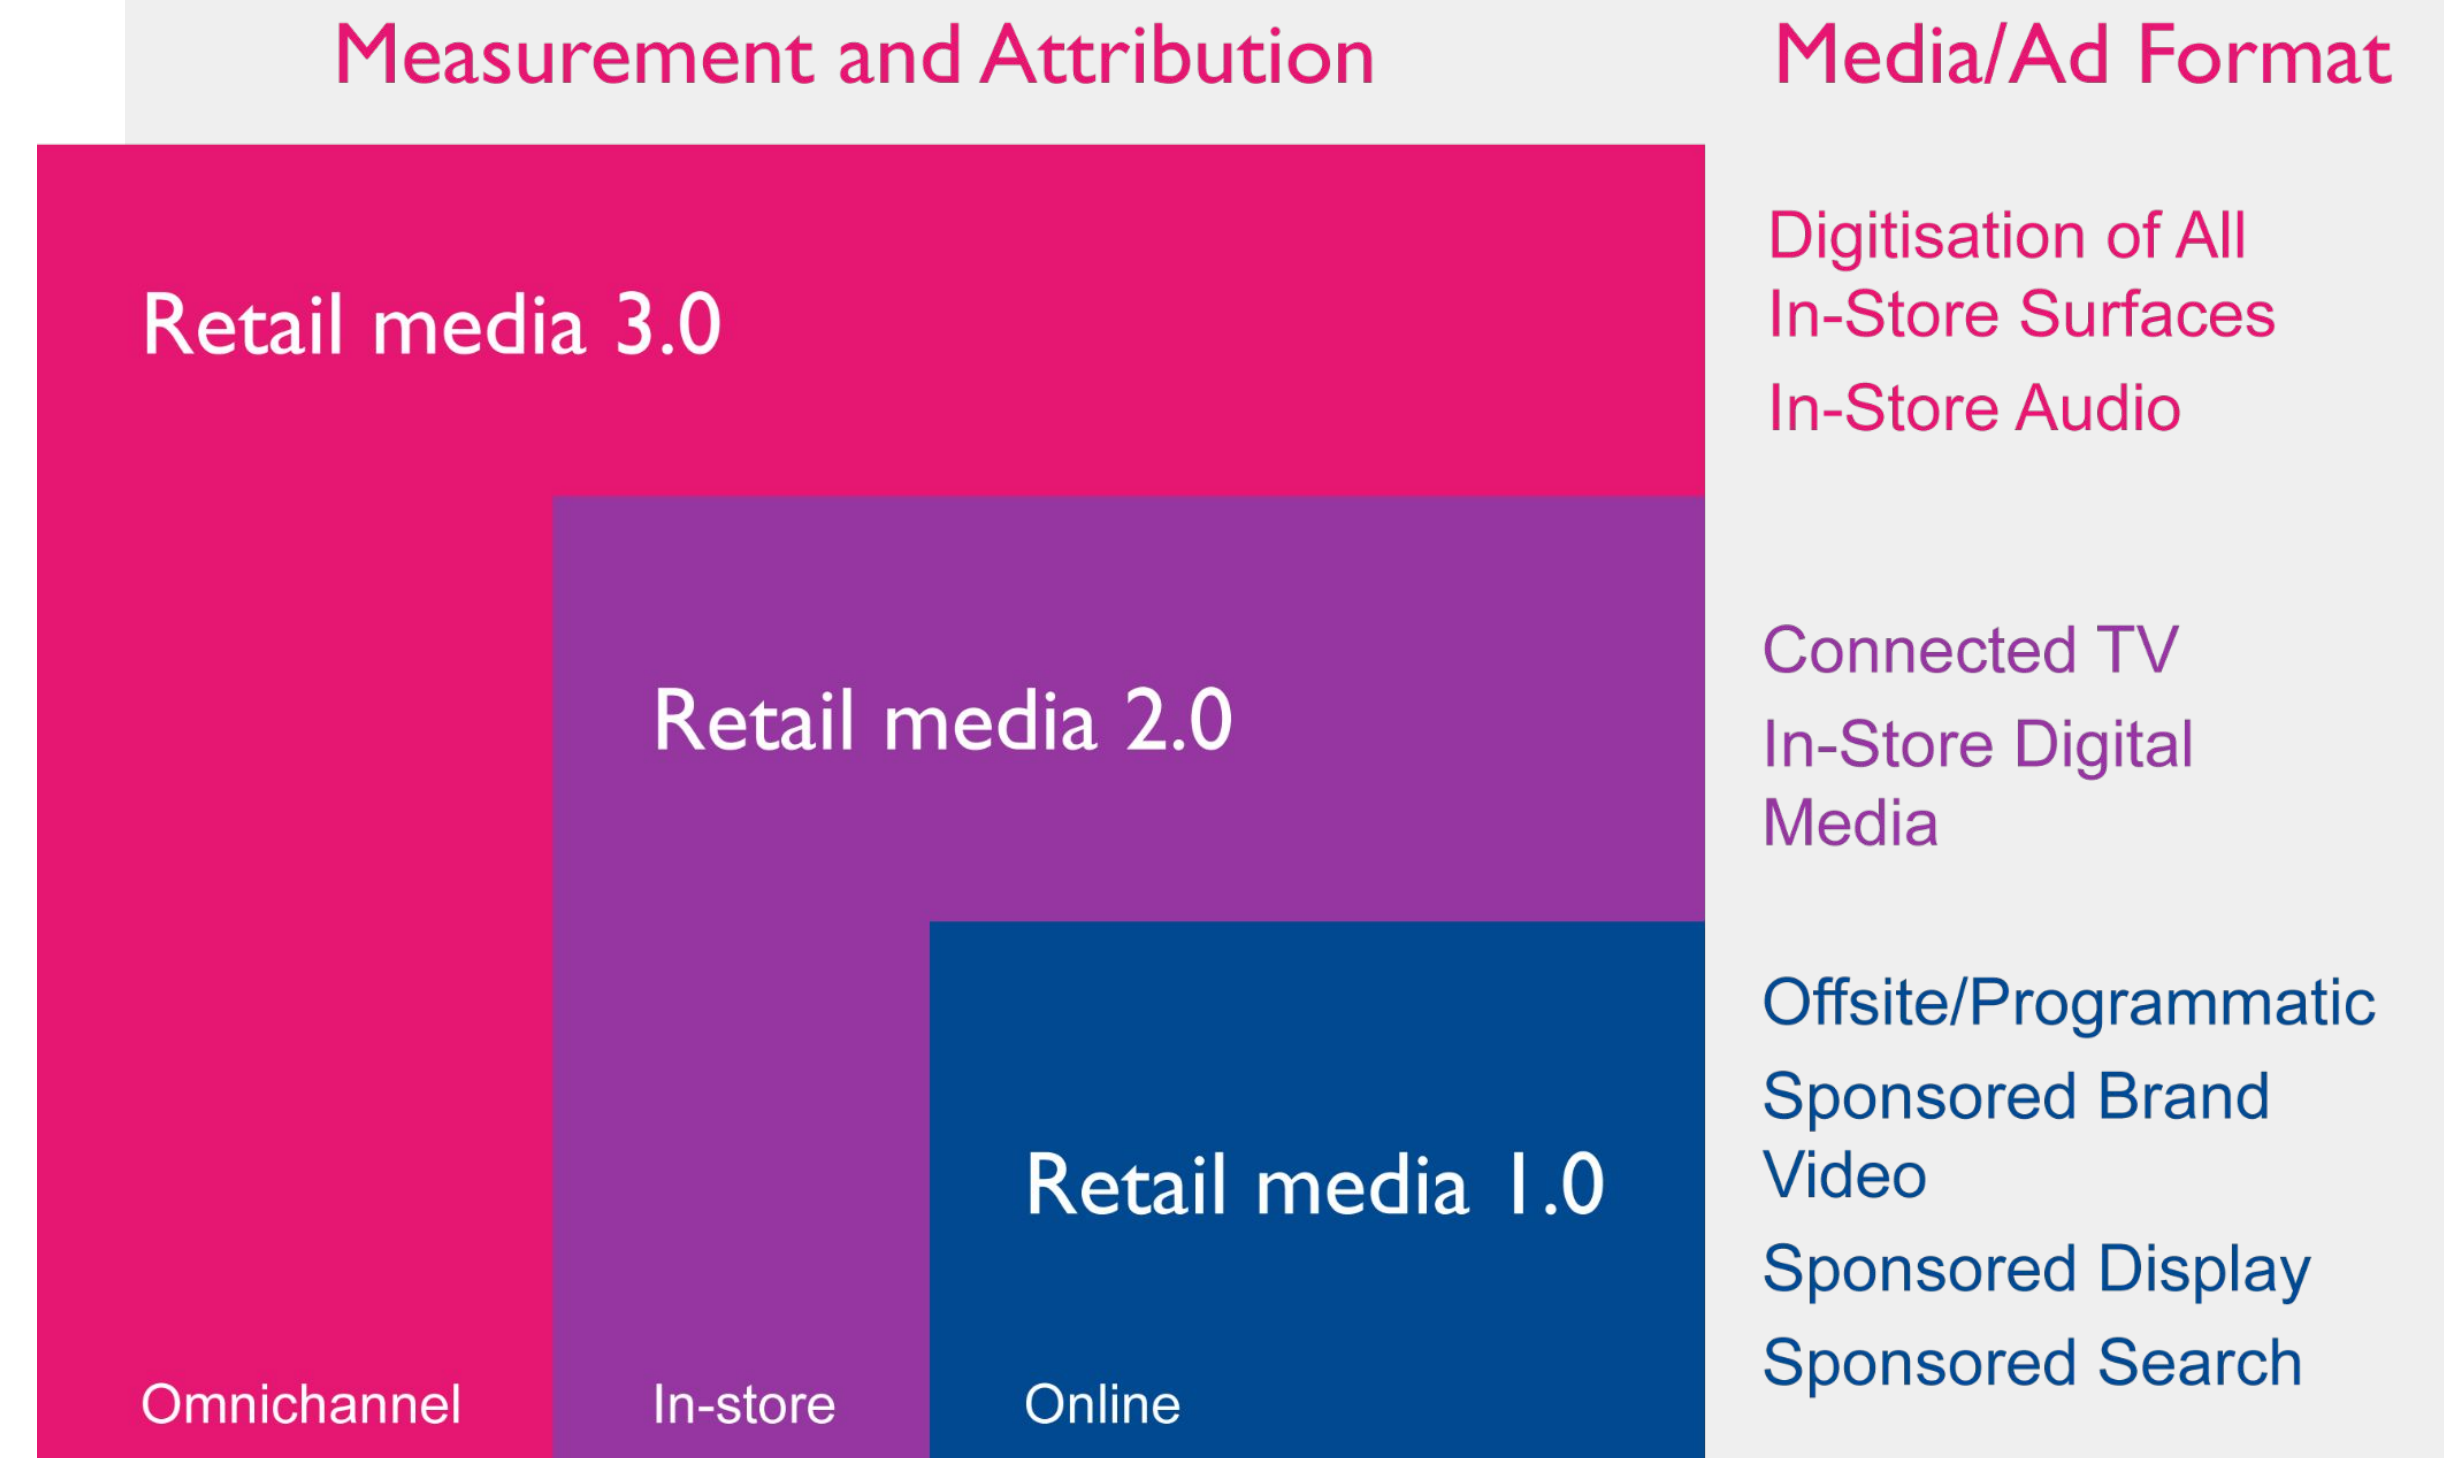 Measurement and Attribution
Media/Ad Format
Retail media 3.0
Digitisation of All
In-Store Surfaces
In-Store Audio
Retail media 2.0
Connected TV
In-Store Digital
Media
Retail media 1.0
Offsite/Programmatic
Sponsored Brand
Video
Sponsored Display
Sponsored Search
Omnichannel
In-store
Online